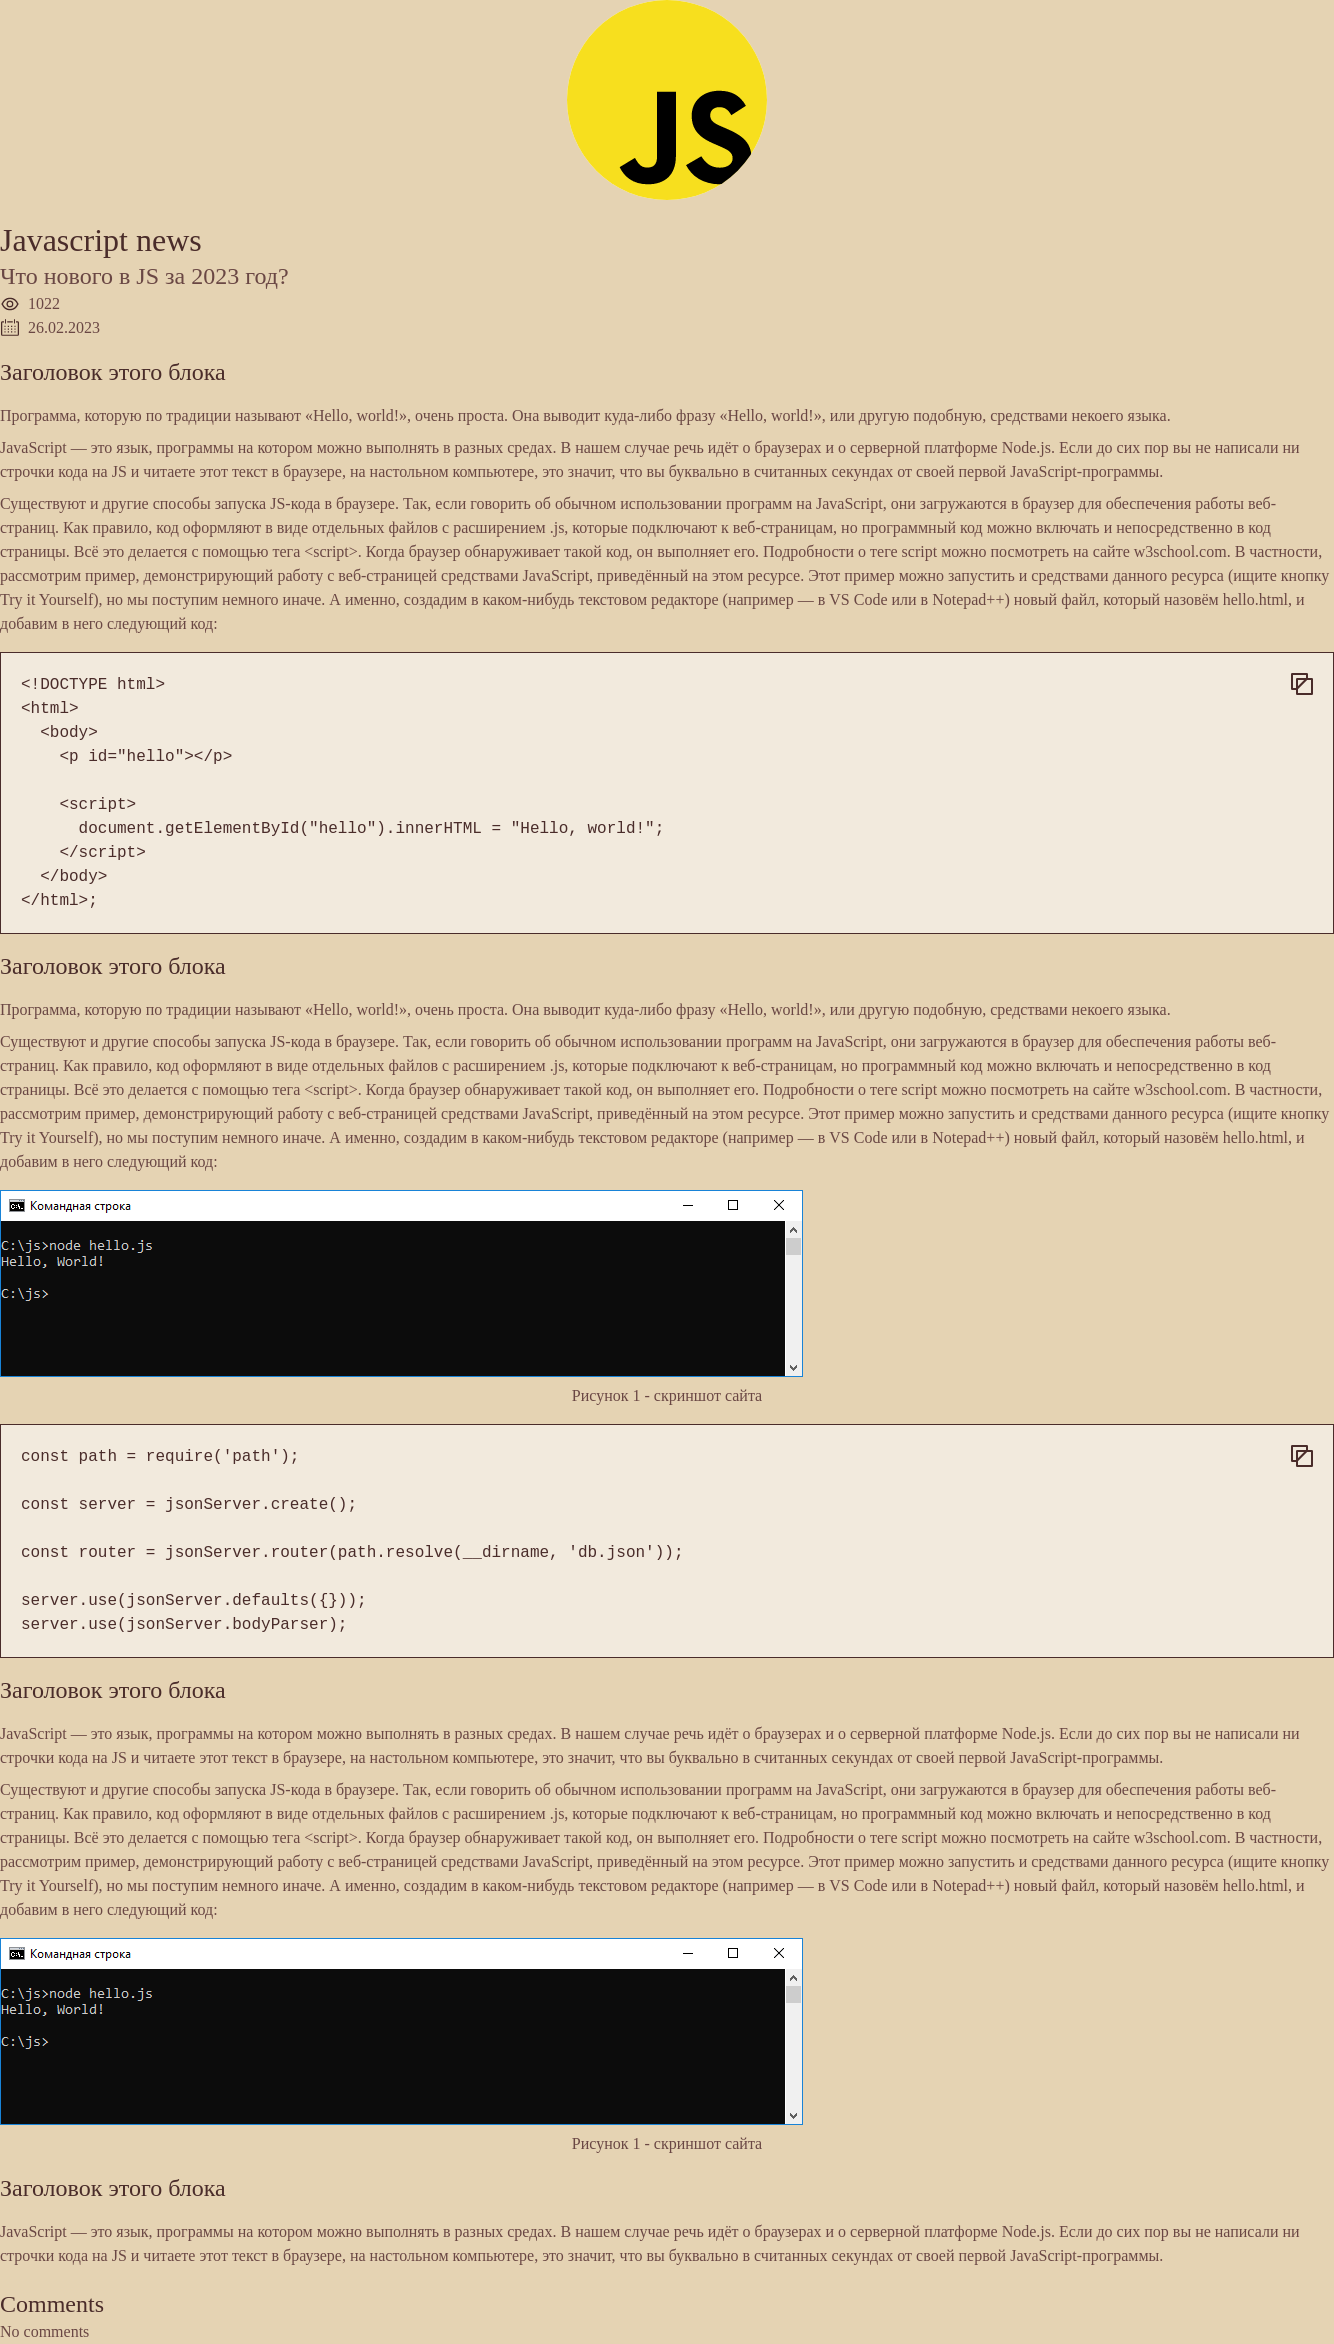 JS
Javascript news
Что нового в JS за 2023 год?
1022
26.02.2023
Заголовок этого блока
Программа, которую по традиции называют «Hello, world!», очень проста. Она выводит куда-либо фразу «Hello, world!», или другую подобную, средствами некоего языка.
JavaScript — это язык, программы на котором можно выполнять в разных средах. В нашем случае речь идёт о браузерах и о серверной платформе Node.js. Если до сих пор вы не написали ни
строчки кода на JS и читаете этот текст в браузере, на настольном компьютере, это значит, что вы буквально в считанных секундах от своей первой JavaScript-программы.
Существуют и другие способы запуска JS-кода в браузере. Так, если говорить об обычном использовании программ на JavaScript, они загружаются в браузер для обеспечения работы веб-
страниц. Как правило, код оформляют в виде отдельных файлов с расширением .js, которые подключают к веб-страницам, но программный код можно включать и непосредственно в код
страницы. Всё это делается с помощью тега <script>. Когда браузер обнаруживает такой код, он выполняет его. Подробности о теге script можно посмотреть на сайте w3school.com. В частности,
рассмотрим пример, демонстрирующий работу с веб-страницей средствами JavaScript, приведённый на этом ресурсе. Этот пример можно запустить и средствами данного ресурса (ищите кнопку
Try it Yourself), но мы поступим немного иначе. А именно, создадим в каком-нибудь текстовом редакторе (например — в VS Code или в Notepad++) новый файл, который назовём hello.html, и
добавим в него следующий код:
<!DOCTYPE html>
<html>
  <body>
    <p id="hello"></p>

    <script>
      document.getElementById("hello").innerHTML = "Hello, world!";
    </script>
  </body>
</html>;
Заголовок этого блока
Программа, которую по традиции называют «Hello, world!», очень проста. Она выводит куда-либо фразу «Hello, world!», или другую подобную, средствами некоего языка.
Существуют и другие способы запуска JS-кода в браузере. Так, если говорить об обычном использовании программ на JavaScript, они загружаются в браузер для обеспечения работы веб-
страниц. Как правило, код оформляют в виде отдельных файлов с расширением .js, которые подключают к веб-страницам, но программный код можно включать и непосредственно в код
страницы. Всё это делается с помощью тега <script>. Когда браузер обнаруживает такой код, он выполняет его. Подробности о теге script можно посмотреть на сайте w3school.com. В частности,
рассмотрим пример, демонстрирующий работу с веб-страницей средствами JavaScript, приведённый на этом ресурсе. Этот пример можно запустить и средствами данного ресурса (ищите кнопку
Try it Yourself), но мы поступим немного иначе. А именно, создадим в каком-нибудь текстовом редакторе (например — в VS Code или в Notepad++) новый файл, который назовём hello.html, и
добавим в него следующий код:
Командная строка
C:\js>node hello.js
Hello, World!
C:\js>
Рисунок 1 - скриншот сайта
const path = require('path');

const server = jsonServer.create();

const router = jsonServer.router(path.resolve(__dirname, 'db.json'));

server.use(jsonServer.defaults({}));
server.use(jsonServer.bodyParser);
Заголовок этого блока
JavaScript — это язык, программы на котором можно выполнять в разных средах. В нашем случае речь идёт о браузерах и о серверной платформе Node.js. Если до сих пор вы не написали ни
строчки кода на JS и читаете этот текст в браузере, на настольном компьютере, это значит, что вы буквально в считанных секундах от своей первой JavaScript-программы.
Существуют и другие способы запуска JS-кода в браузере. Так, если говорить об обычном использовании программ на JavaScript, они загружаются в браузер для обеспечения работы веб-
страниц. Как правило, код оформляют в виде отдельных файлов с расширением .js, которые подключают к веб-страницам, но программный код можно включать и непосредственно в код
страницы. Всё это делается с помощью тега <script>. Когда браузер обнаруживает такой код, он выполняет его. Подробности о теге script можно посмотреть на сайте w3school.com. В частности,
рассмотрим пример, демонстрирующий работу с веб-страницей средствами JavaScript, приведённый на этом ресурсе. Этот пример можно запустить и средствами данного ресурса (ищите кнопку
Try it Yourself), но мы поступим немного иначе. А именно, создадим в каком-нибудь текстовом редакторе (например — в VS Code или в Notepad++) новый файл, который назовём hello.html, и
добавим в него следующий код:
Командная строка
C:\js>node hello.js
Hello, World!
C:\js>
Рисунок 1 - скриншот сайта
Заголовок этого блока
JavaScript — это язык, программы на котором можно выполнять в разных средах. В нашем случае речь идёт о браузерах и о серверной платформе Node.js. Если до сих пор вы не написали ни
строчки кода на JS и читаете этот текст в браузере, на настольном компьютере, это значит, что вы буквально в считанных секундах от своей первой JavaScript-программы.
Comments
No comments